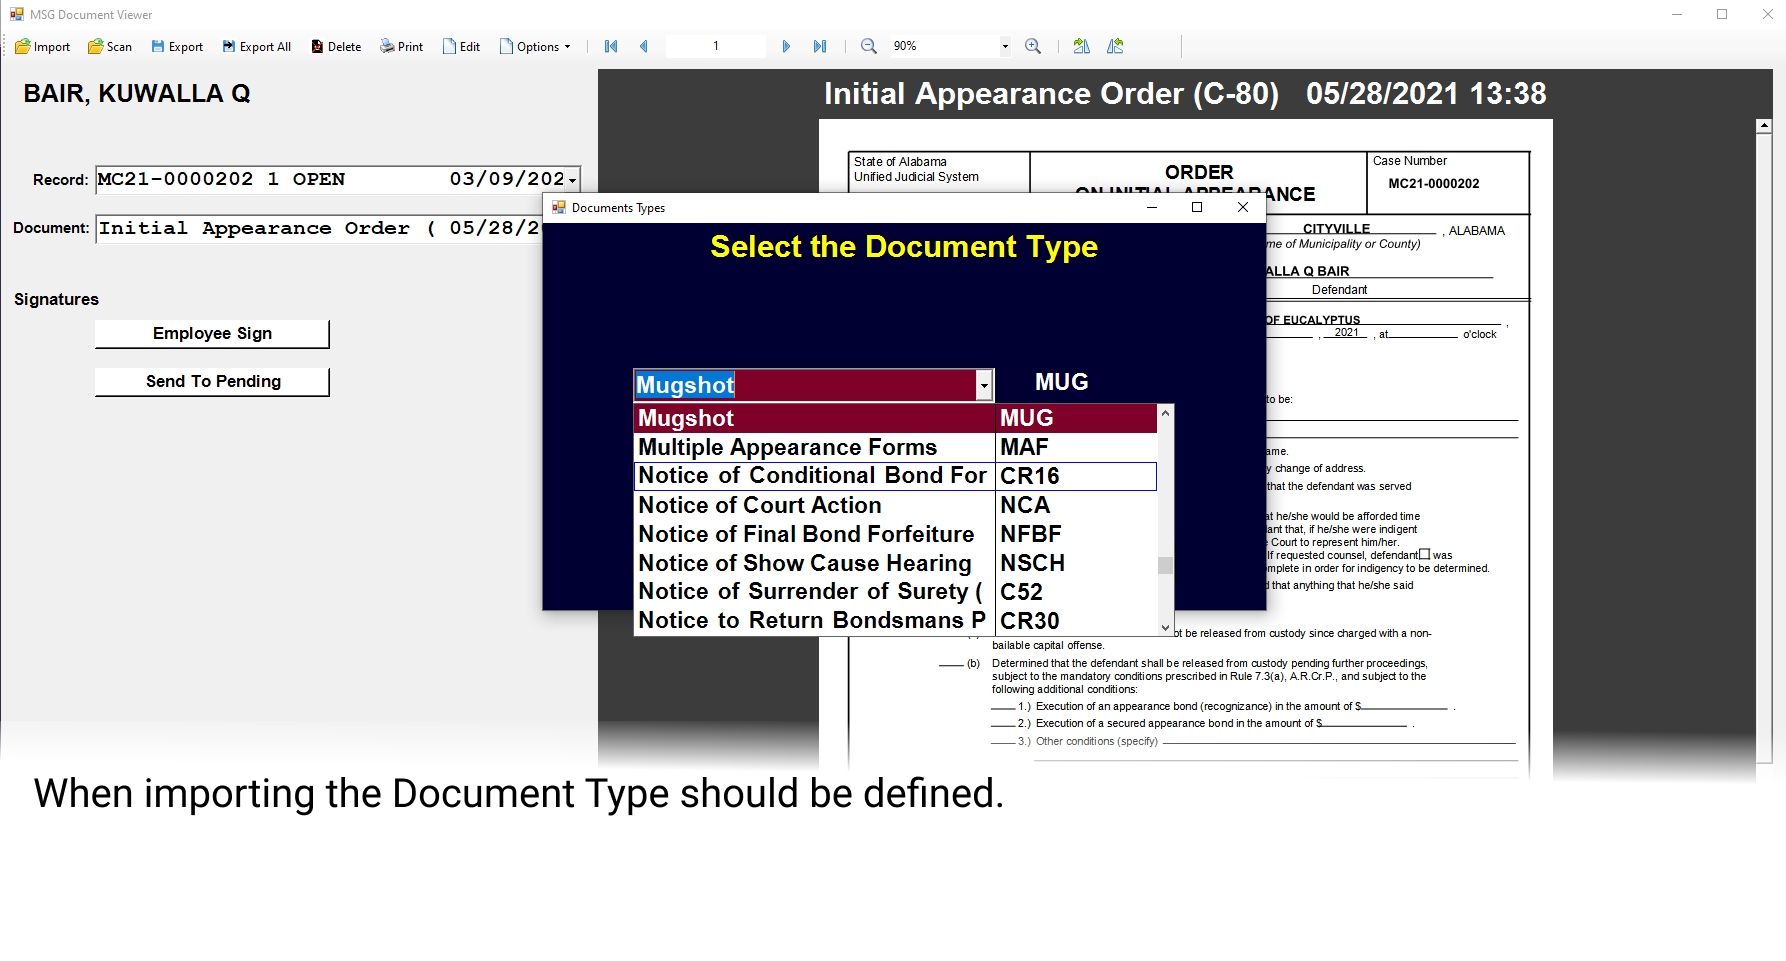 MSG Document Viewer
Import Scan Export Export All Delete Print Edit Options 1 90%
BAIR, KUWALLA Q
Record: MC21-0000202 1 OPEN 03/09/202
Document: Initial Appearance Order ( 05/28/2
Signatures
Employee Sign
Send To Pending
Initial Appearance Order (C-80) 05/28/2021 13:38
State of Alabama
Unified Judicial System
ORDER
ON INITIAL APPEARANCE
Case Number
MC21-0000202
CITYVILLE , ALABAMA
me of Municipality or County)
ALLA Q BAIR
Defendant
OF EUCALYPTUS ,
, 2021 , at o'clock
to be:
ame.
y change of address.
that the defendant was served
at he/she would be afforded time
ant that, if he/she were indigent
Court to represent him/her.
If requested counsel, defendant was
mplete in order for indigency to be determined.
d that anything that he/she said
ot be released from custody since charged with a non-
bailable capital offense.
(b) Determined that the defendant shall be released from custody pending further proceedings,
subject to the mandatory conditions prescribed in Rule 7.3(a), A.R.Cr.P., and subject to the
following additional conditions:
1.) Execution of an appearance bond (recognizance) in the amount of $ .
2.) Execution of a secured appearance bond in the amount of $ .
3.) Other conditions (specify)
Documents Types
Select the Document Type
Mugshot MUG
Mugshot MUG
Multiple Appearance Forms MAF
Notice of Conditional Bond For CR16
Notice of Court Action NCA
Notice of Final Bond Forfeiture NFBF
Notice of Show Cause Hearing NSCH
Notice of Surrender of Surety ( C52
Notice to Return Bondsmans P CR30
When importing the Document Type should be defined.